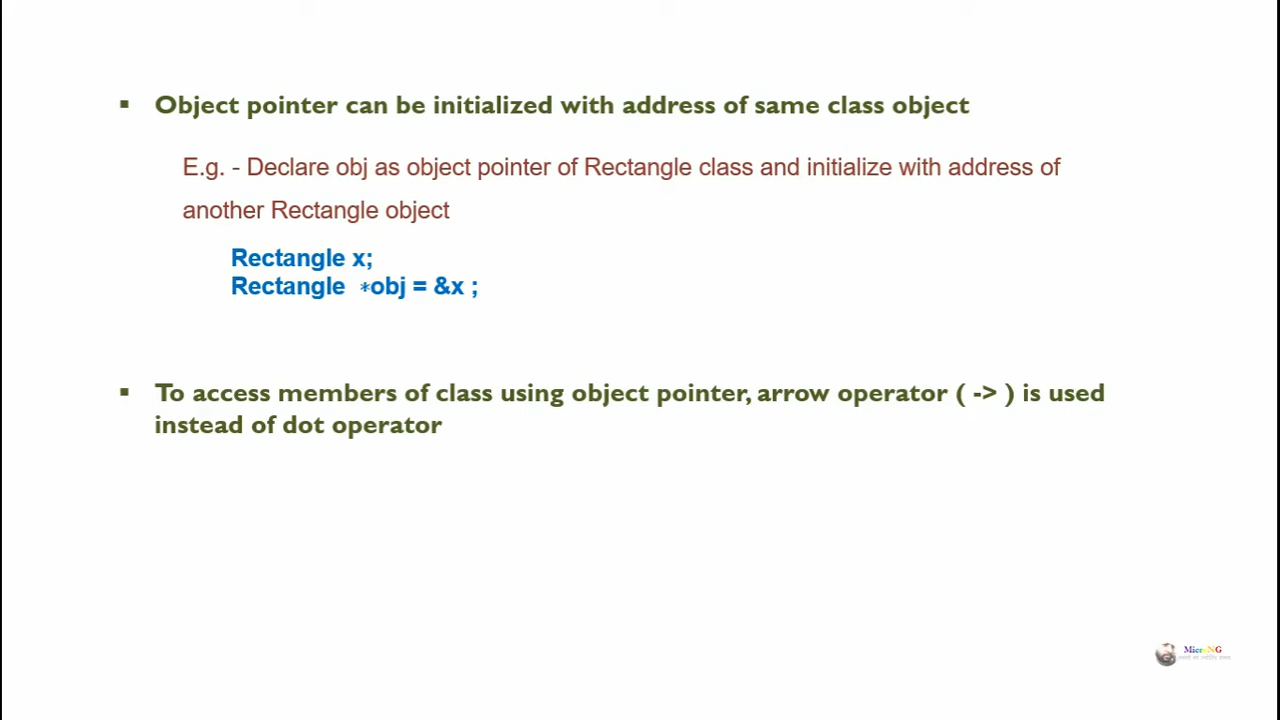 ▪ Object pointer can be initialized with address of same class object
E.g. - Declare obj as object pointer of Rectangle class and initialize with address of
another Rectangle object
Rectangle x;
Rectangle *obj = &x ;
▪ To access members of class using object pointer, arrow operator ( -> ) is used
instead of dot operator
MicroNG